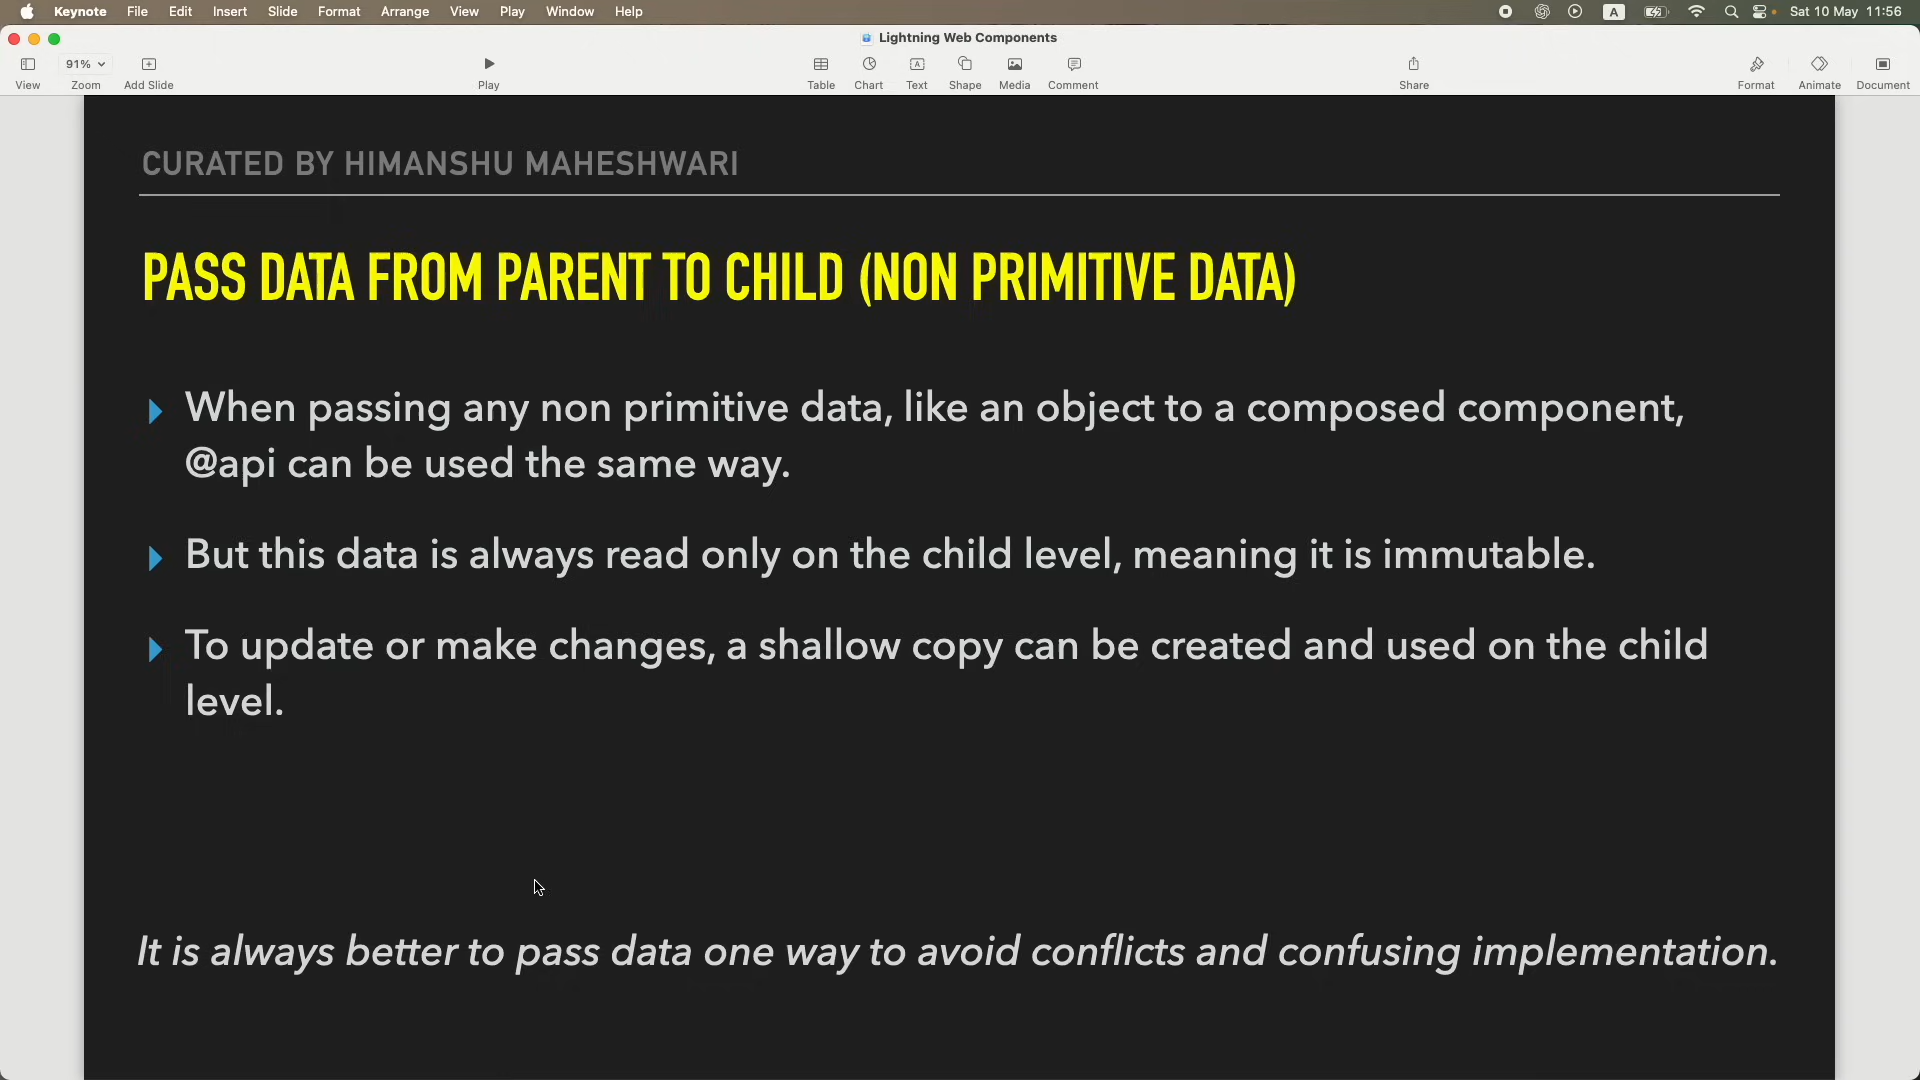 Keynote File Edit Insert Slide Format Arrange View Play Window Help A Sat 10 May 11:56
Lightning Web Components
91%
View Zoom Add Slide Play Table Chart Text Shape Media Comment Share Format Animate Document
CURATED BY HIMANSHU MAHESHWARI
PASS DATA FROM PARENT TO CHILD (NON PRIMITIVE DATA)
When passing any non primitive data, like an object to a composed component,
@api can be used the same way.
But this data is always read only on the child level, meaning it is immutable.
To update or make changes, a shallow copy can be created and used on the child
level.
It is always better to pass data one way to avoid conflicts and confusing implementation.